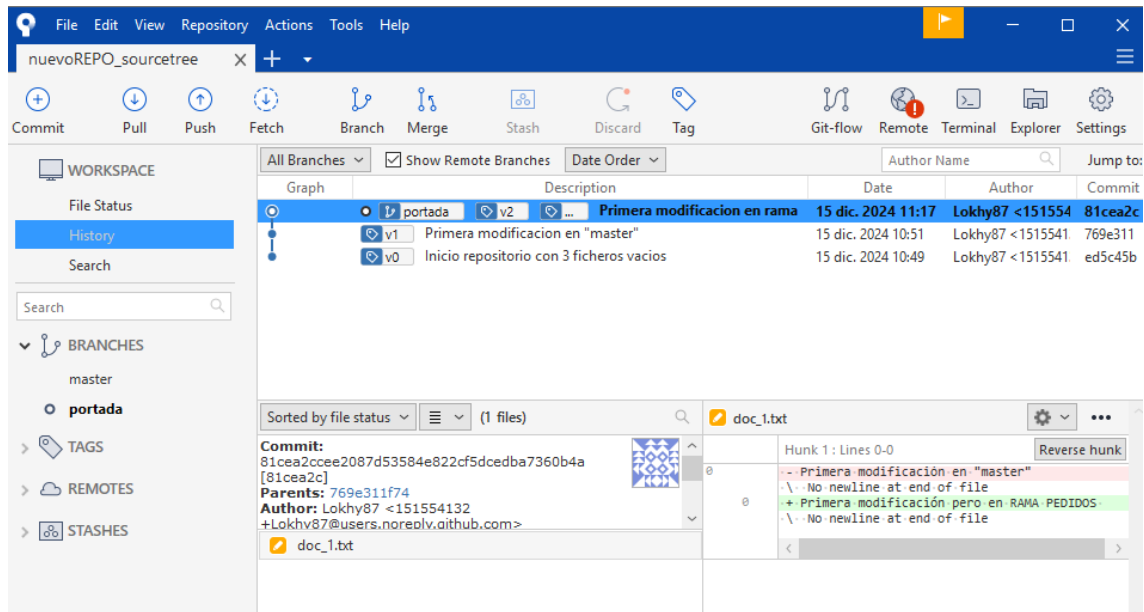 File Edit View Repository Actions Tools Help
nuevoREPO_sourcetree
Commit Pull Push Fetch Branch Merge Stash Discard Tag Git-flow Remote Terminal Explorer Settings
WORKSPACE
File Status
History
Search
Search
BRANCHES
master
portada
TAGS
REMOTES
STASHES
All Branches Show Remote Branches Date Order Author Name Jump to:
Graph Description Date Author Commit
portada v2 ... Primera modificacion en rama 15 dic. 2024 11:17 Lokhy87 <151554 81cea2c
v1 Primera modificacion en "master" 15 dic. 2024 10:51 Lokhy87 <1515541 769e311
v0 Inicio repositorio con 3 ficheros vacios 15 dic. 2024 10:49 Lokhy87 <1515541 ed5c45b
Sorted by file status (1 files)
Commit:
81cea2ccee2087d53584e822cf5dcedba7360b4a
[81cea2c]
Parents: 769e311f74
Author: Lokhy87 <151554132
+Lokhy87@users.noreply.github.com>
doc_1.txt
doc_1.txt
Hunk 1 : Lines 0-0 Reverse hunk
0 - Primera modificación en "master"
\ No newline at end of file
0 + Primera modificación pero en RAMA PEDIDOS
\ No newline at end of file